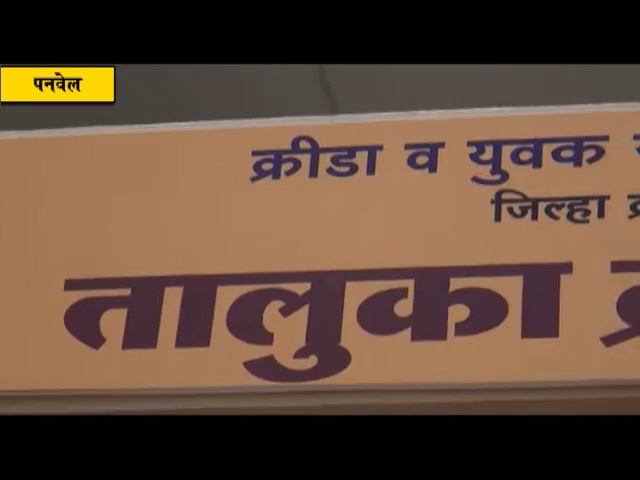 पनवेल
क्रीडा व युवक
जिल्हा
तालुका